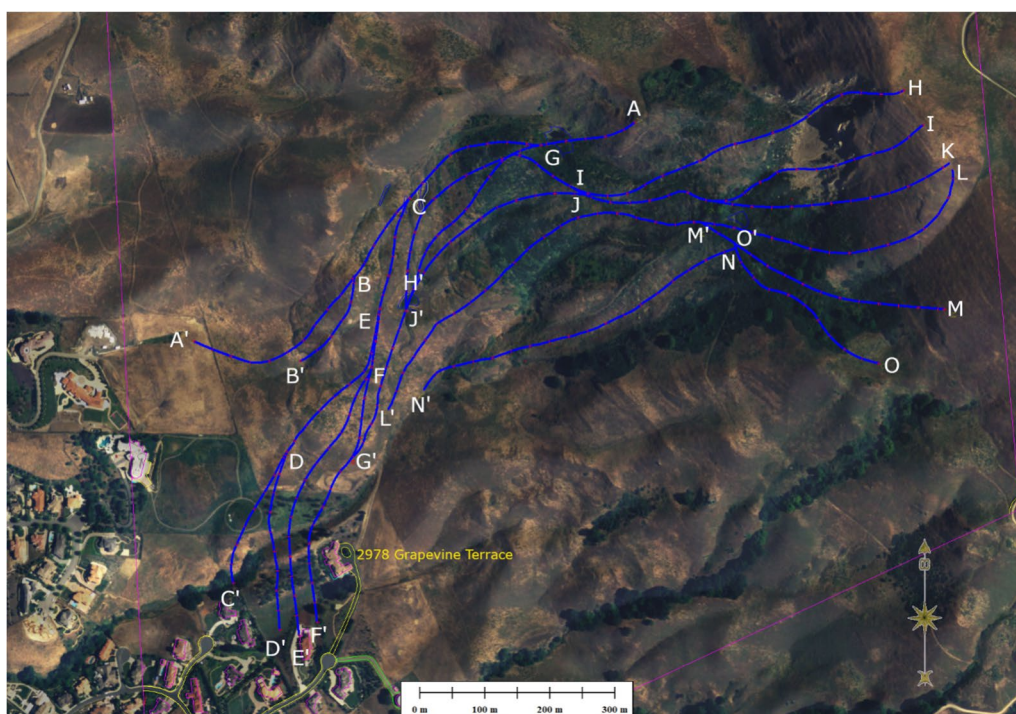 H
A
I
G
K
I
L
C
J
M'
O'
N
B
H'
J'
E
M
A'
F
O
B'
N'
L'
D
G'
2978 Grapevine Terrace
C'
D'
E'
F'
0 m
100 m
200 m
300 m